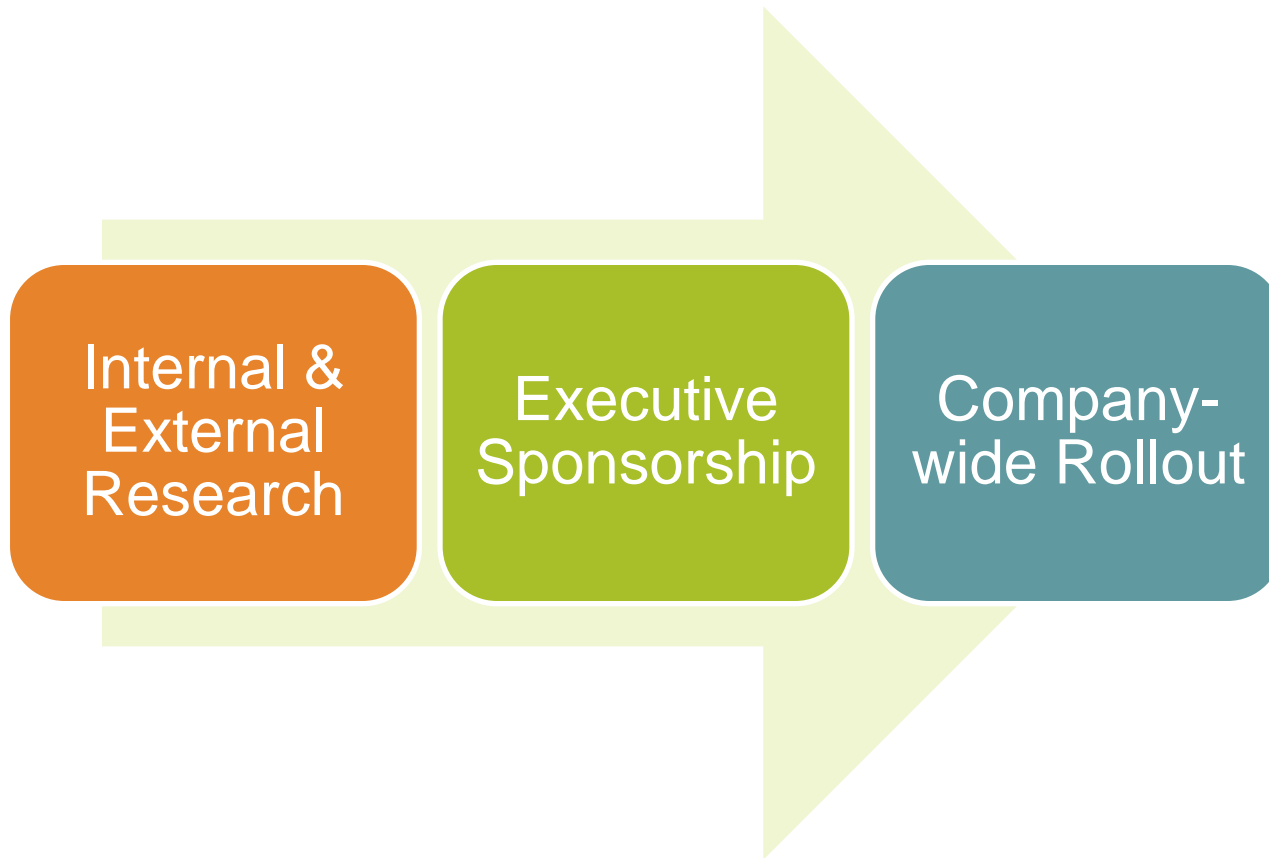 Internal &
External
Research
Executive
Sponsorship
Company-
wide Rollout